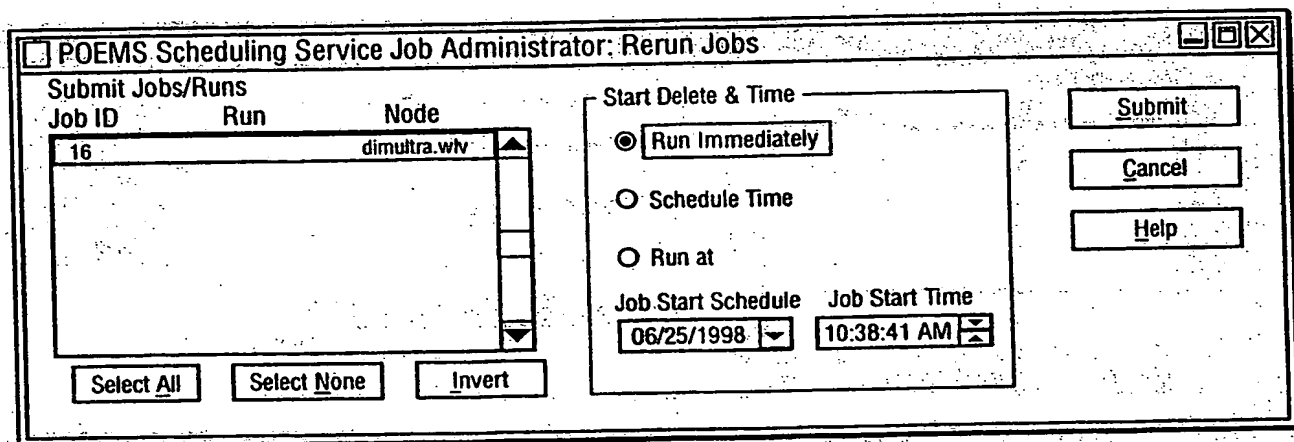 POEMS Scheduling Service Job Administrator: Rerun Jobs
Submit Jobs/Runs
Job ID Run Node
16 dimultra.wlv
Select All Select None Invert
Start Delete & Time
Run Immediately
Schedule Time
Run at
Job Start Schedule Job Start Time
06/25/1998 10:38:41 AM
Submit
Cancel
Help